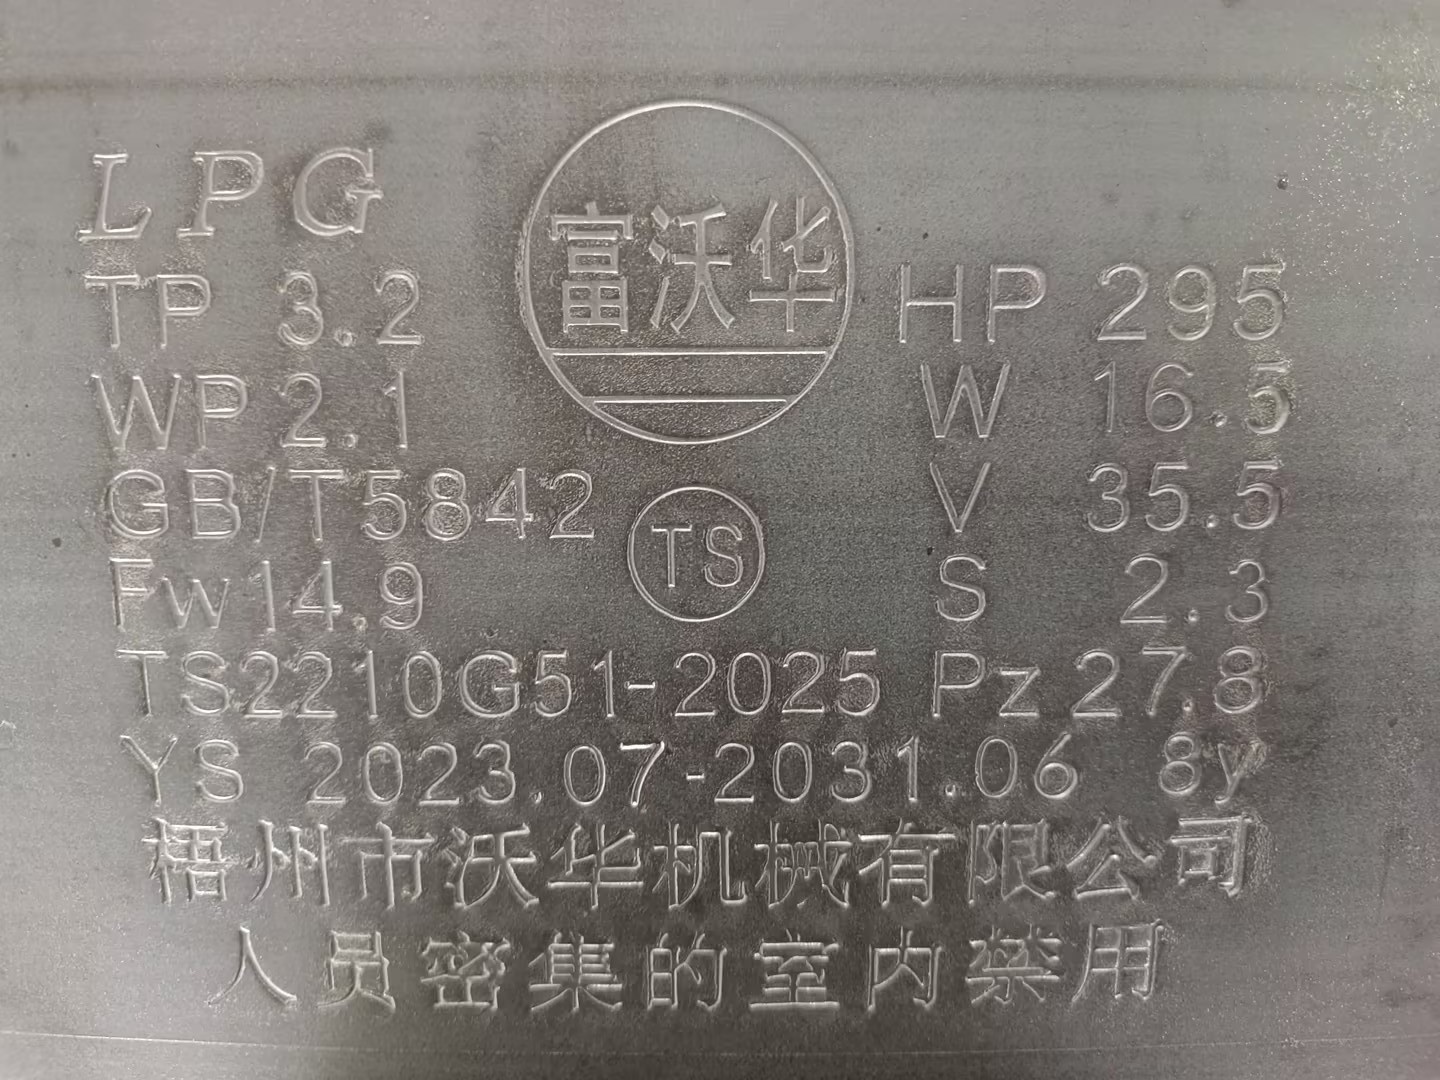 LPG
富沃华
TP 3.2
HP 295
WP 2.1
W 16.5
GB/T5842
TS
V 35.5
Fw14.9
S 2.3
TS2210G51-2025 Pz 27.8
YS 2023.07-2031.06 8y
梧州市沃华机械有限公司
人员密集的室内禁用